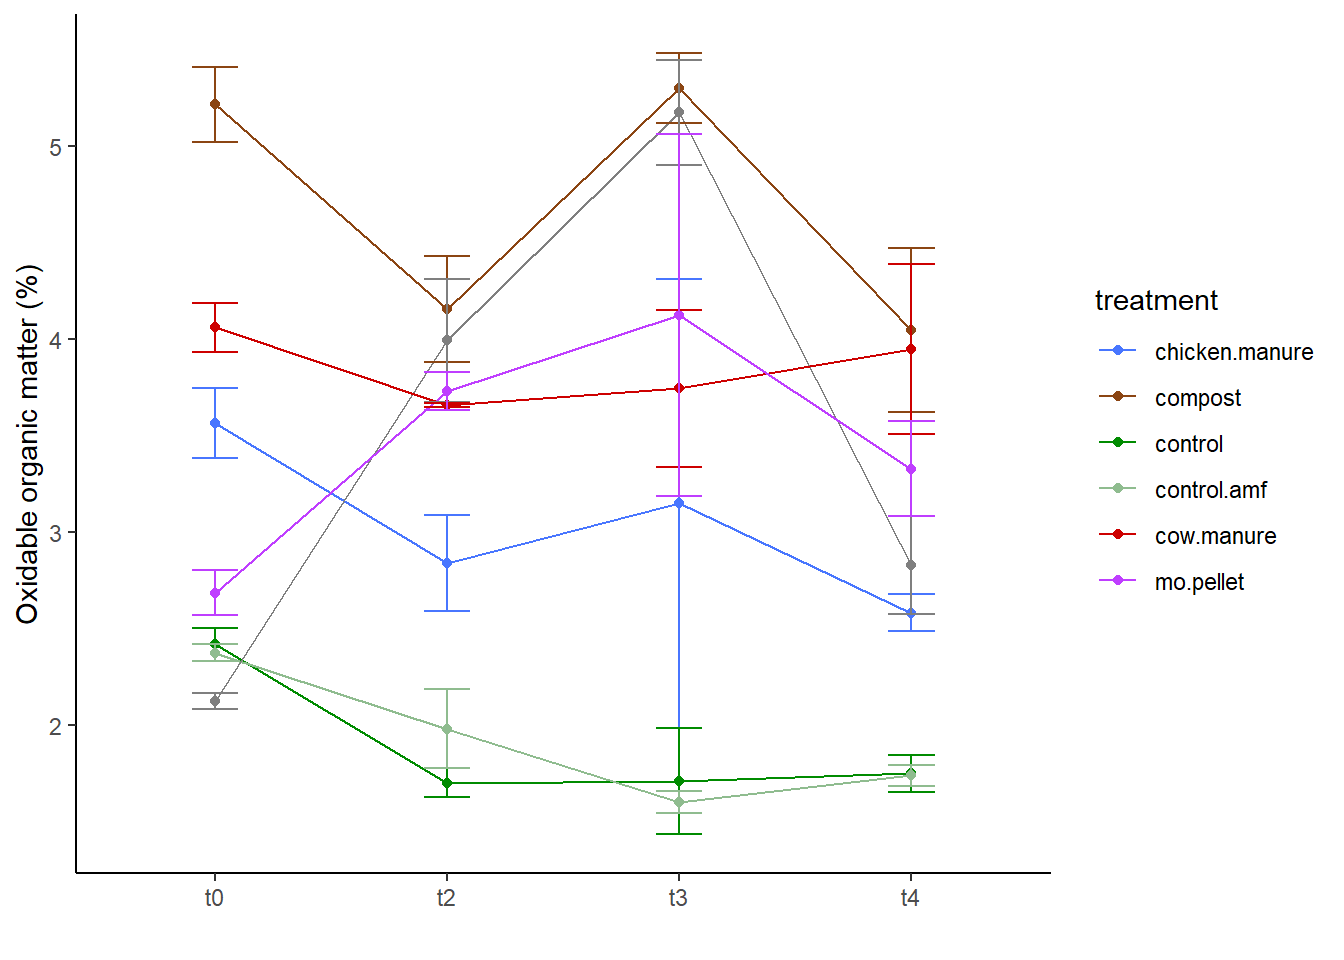 Oxidable organic matter (%)
5
4
3
2
t0 t2 t3 t4
treatment
chicken.manure
compost
control
control.amf
cow.manure
mo.pellet